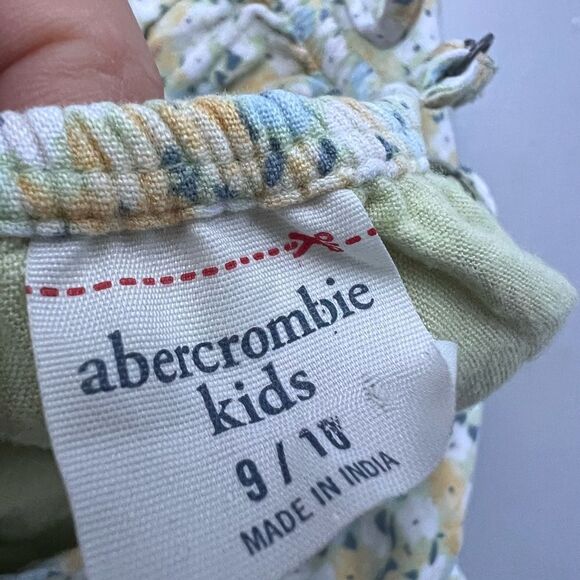 abercrombie
kids
9 / 10
MADE IN INDIA